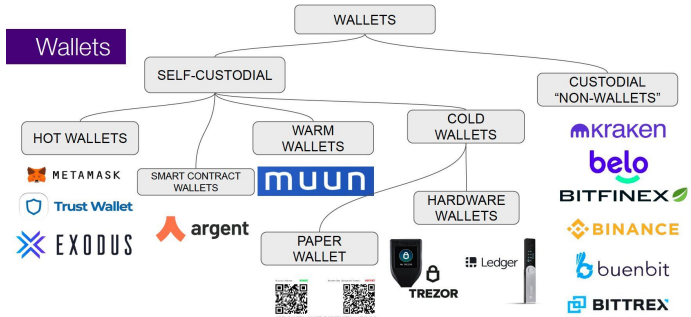 WALLETS
Wallets
SELF-CUSTODIAL
CUSTODIAL
"NON-WALLETS"
HOT WALLETS
WARM
WALLETS
COLD
WALLETS
METAMASK
Trust Wallet
EXODUS
SMART CONTRACT
WALLETS
argent
muun
HARDWARE
WALLETS
PAPER
WALLET
TREZOR
Ledger
mкraкen
belo
BITFINEX
BINANCE
buenbit
BITTREX